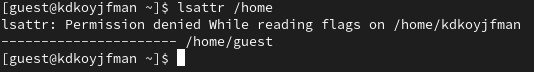 [guest@kdkoyjfman ~]$ lsattr /home
lsattr: Permission denied While reading flags on /home/kdkoyjfman
---------------------- /home/guest
[guest@kdkoyjfman ~]$